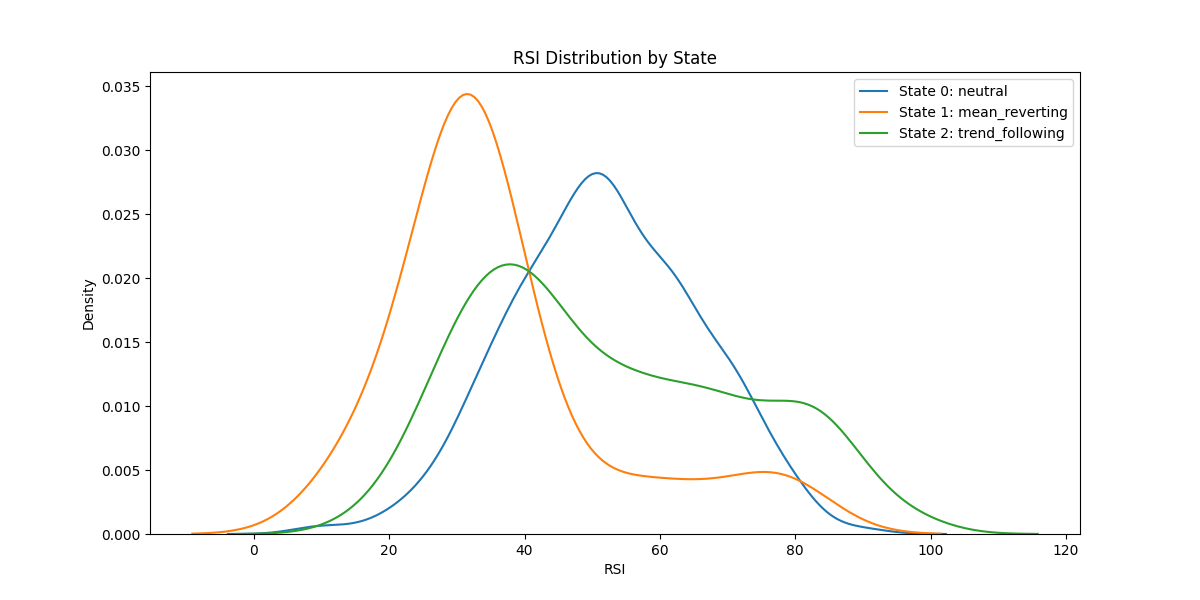 RSI Distribution by State
State 0: neutral
State 1: mean_reverting
State 2: trend_following
Density
0.035
0.030
0.025
0.020
0.015
0.010
0.005
0.000
0 20 40 60 80 100 120
RSI